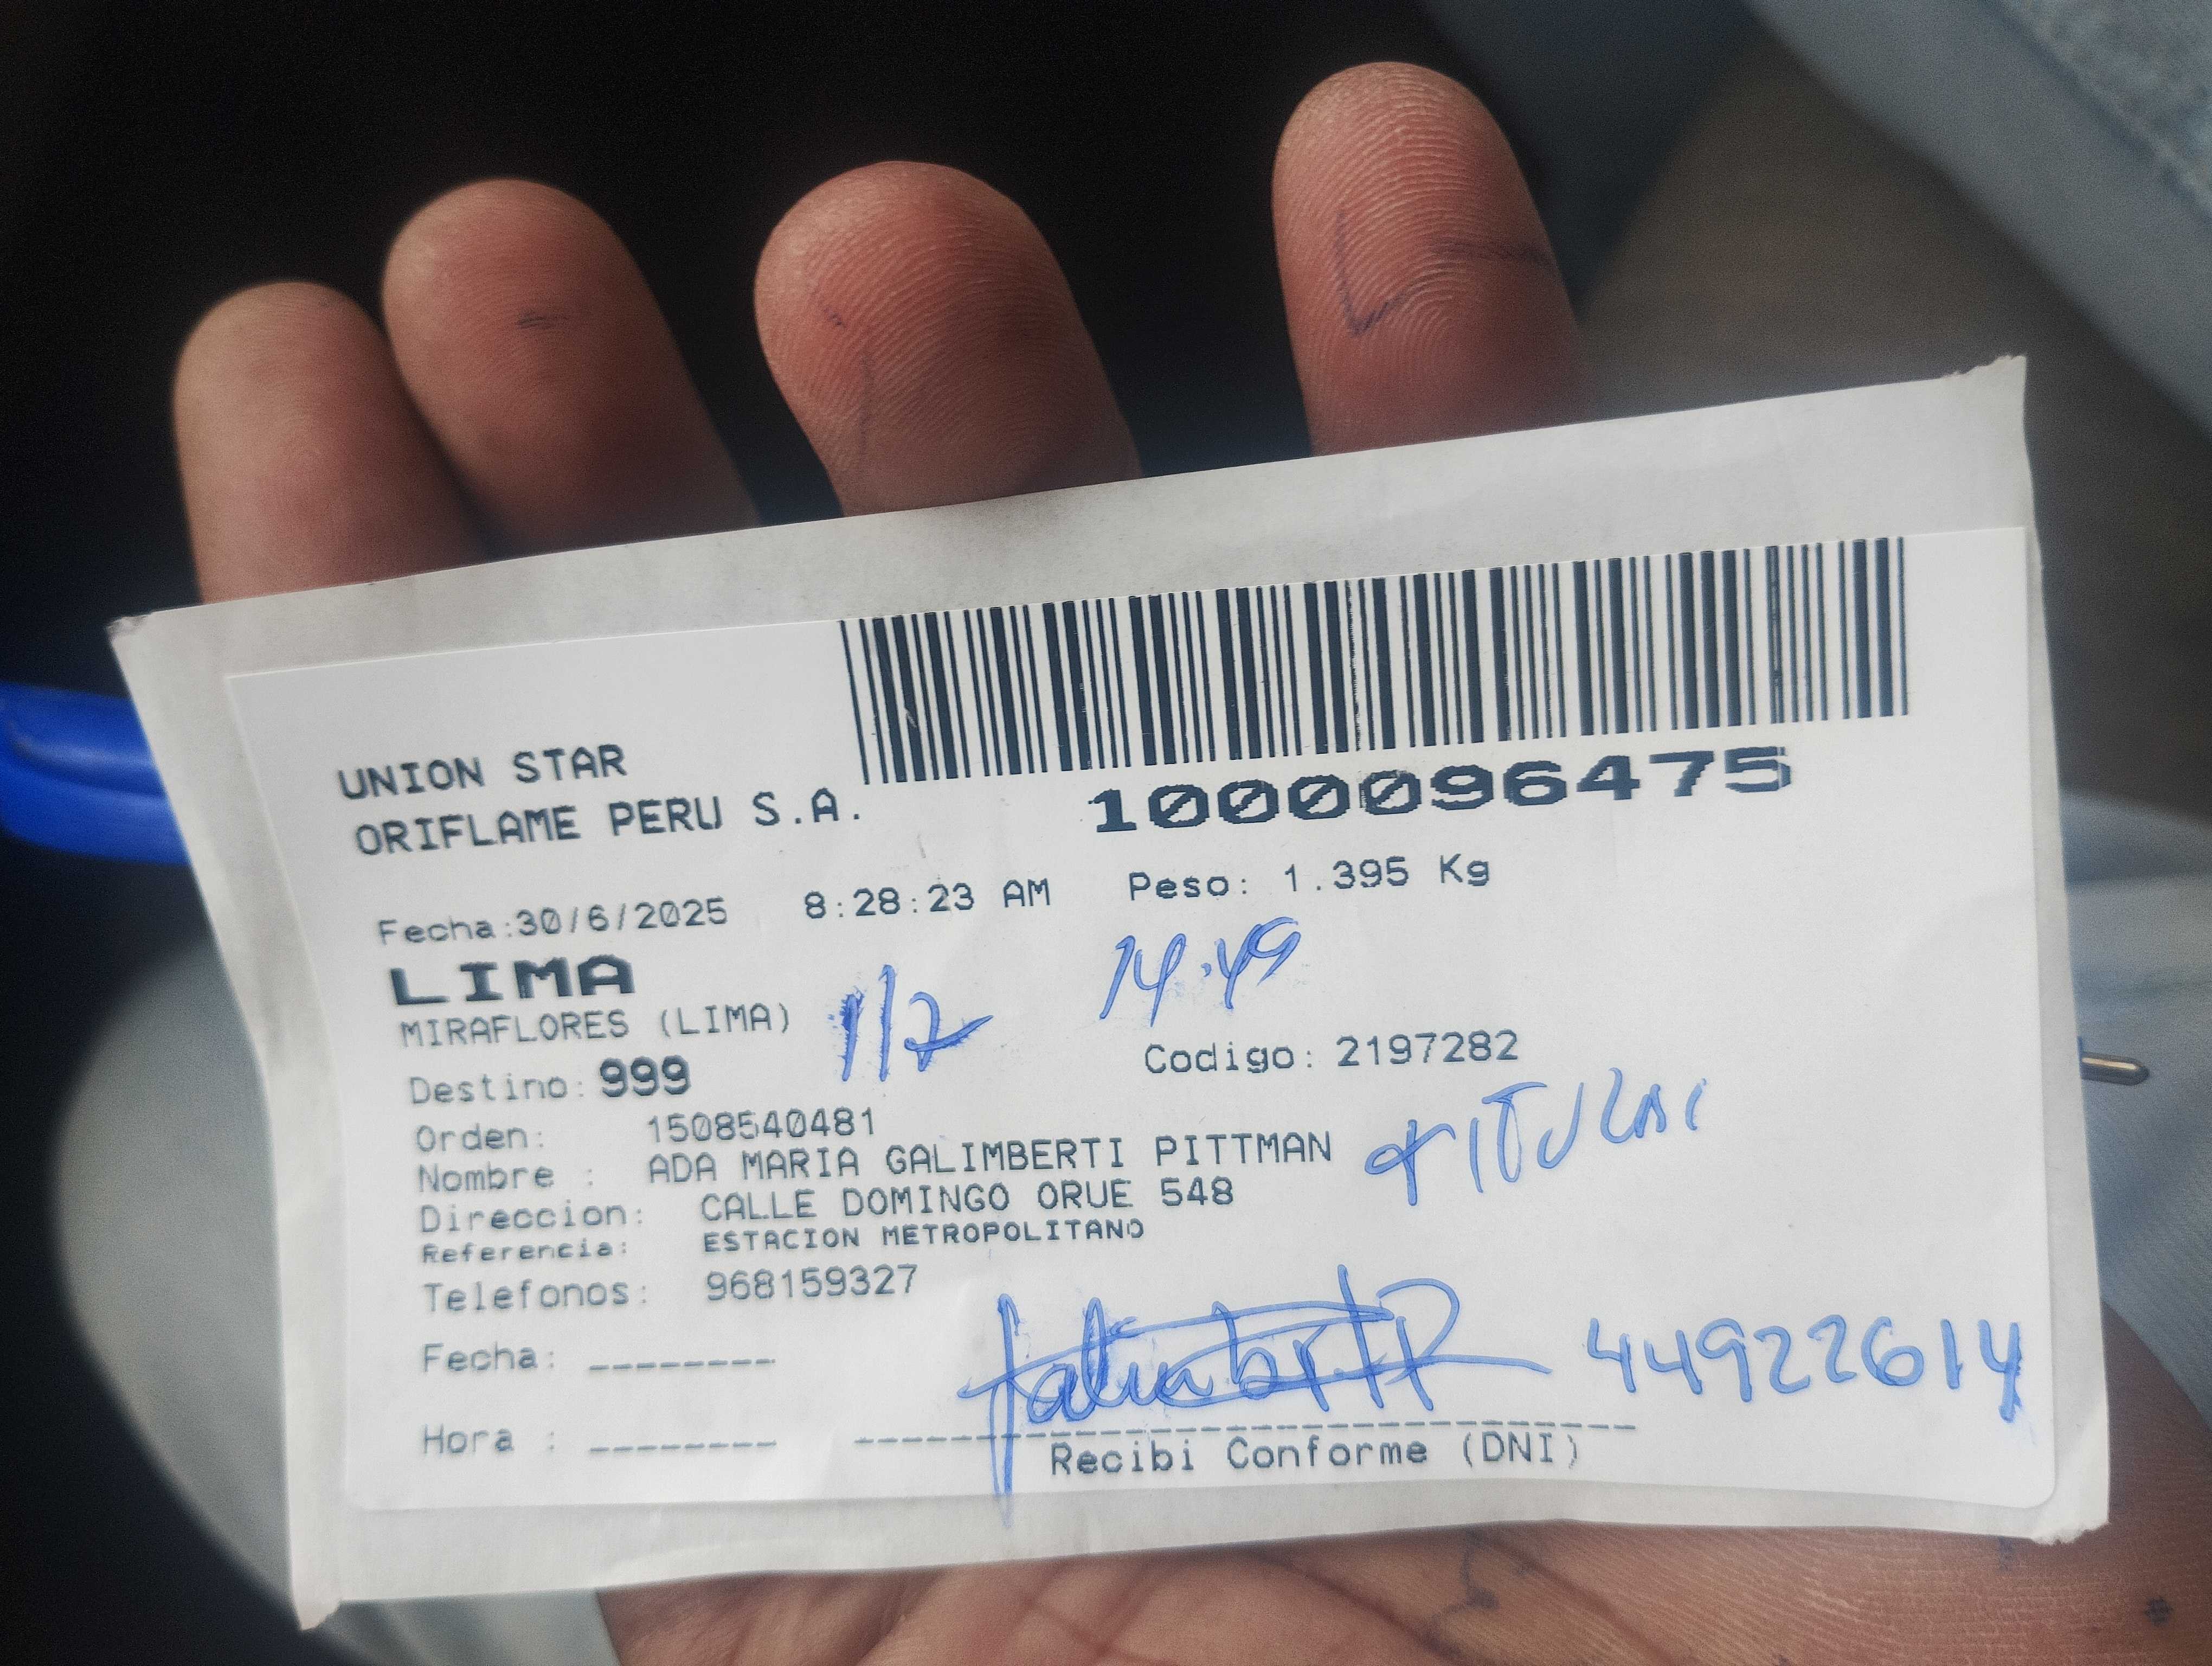 UNION STAR
ORIFLAME PERU S.A.
1000096475
Fecha:30/6/2025 8:28:23 AM Peso: 1.395 Kg
LIMA
14.49
MIRAFLORES (LIMA) 1/7
Destino: 999 Codigo: 2197282
Orden: 1508540481
Nombre : ADA MARIA GALIMBERTI PITTMAN TITULAR
Direccion: CALLE DOMINGO ORUE 548
Referencia: ESTACION METROPOLITANO
Telefonos: 968159327
Fecha: --------
44922614
Hora : --------
Recibi Conforme (DNI)